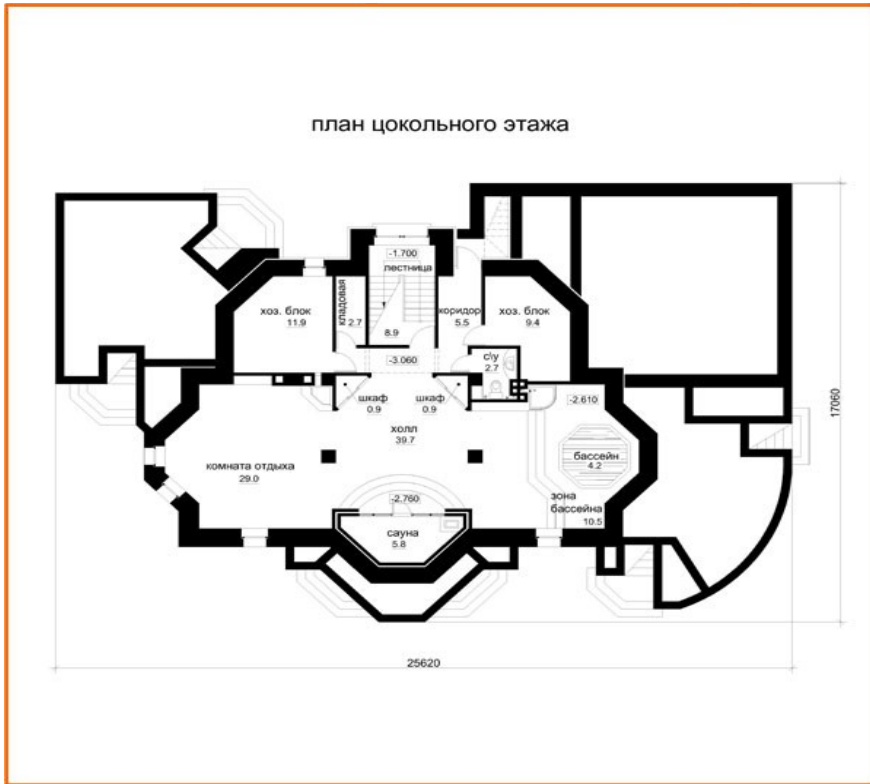 план цокольного этажа
-1.700
лестница
хоз. блок
11.9
кладовая
2.7
8.9
коридор
5.5
хоз. блок
9.4
-3.060
с\у
2.7
шкаф
0.9
шкаф
0.9
-2.610
холл
39.7
комната отдыха
29.0
бассейн
4.2
-2.760
зона
бассейна
10.5
сауна
5.8
17060
25620